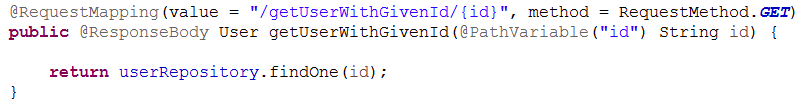 @RequestMapping(value = "/getUserWithGivenId/{id}", method = RequestMethod.GET)
public @ResponseBody User getUserWithGivenId(@PathVariable("id") String id) {
return userRepository.findOne(id);
}